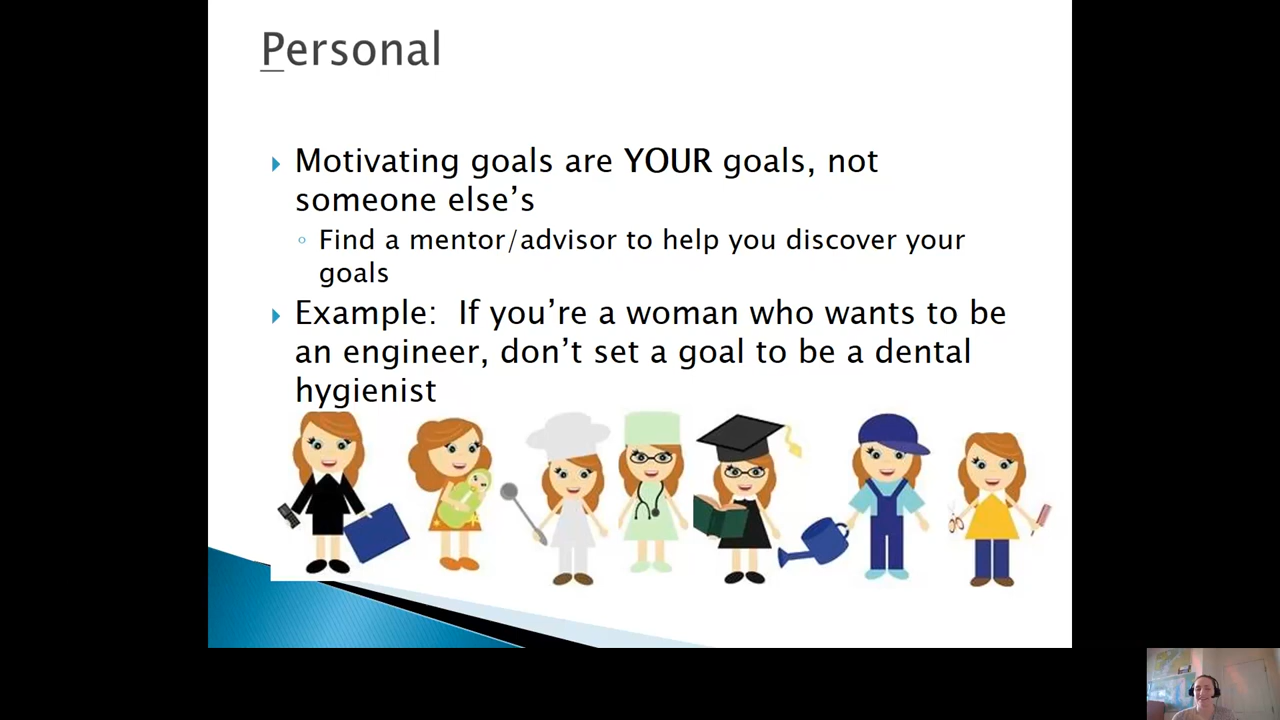 Personal
Motivating goals are YOUR goals, not
someone else’s
Find a mentor/advisor to help you discover your
goals
Example:  If you’re a woman who wants to be
an engineer, don’t set a goal to be a dental
hygienist